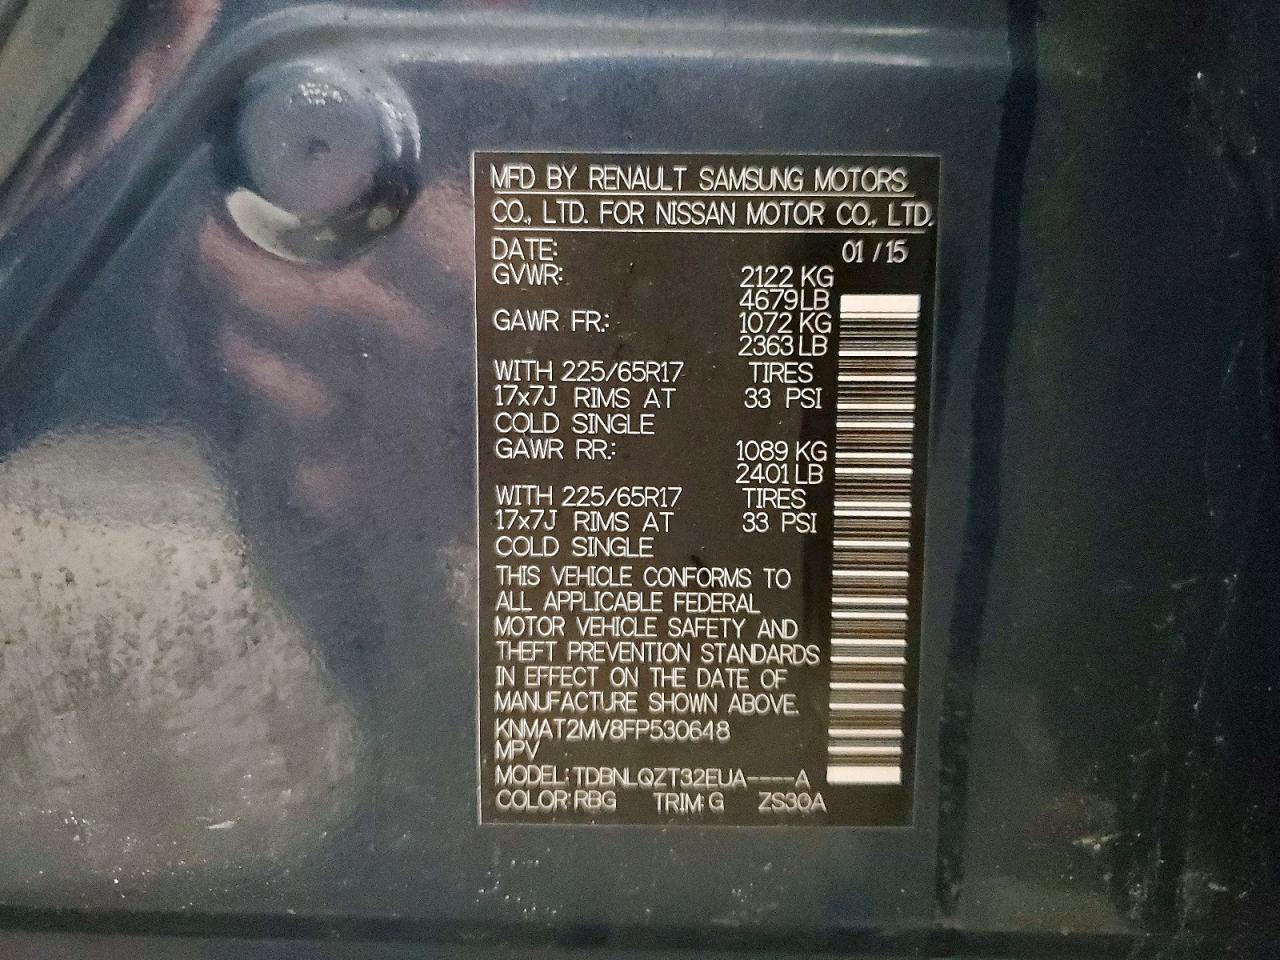 MFD BY RENAULT SAMSUNG MOTORS
CO., LTD. FOR NISSAN MOTOR CO., LTD.
DATE: 01 / 15
GVWR: 2122 KG
4679 LB
GAWR FR.: 1072 KG
2363 LB
WITH 225/65R17 TIRES
17x7J RIMS AT 33 PSI
COLD SINGLE
GAWR RR.: 1089 KG
2401 LB
WITH 225/65R17 TIRES
17x7J RIMS AT 33 PSI
COLD SINGLE
THIS VEHICLE CONFORMS TO
ALL APPLICABLE FEDERAL
MOTOR VEHICLE SAFETY AND
THEFT PREVENTION STANDARDS
IN EFFECT ON THE DATE OF
MANUFACTURE SHOWN ABOVE.
KNMAT2MV8FP530648
MPV
MODEL: TDBNLQZT32EUA----A
COLOR: RBG TRIM: G ZS30A